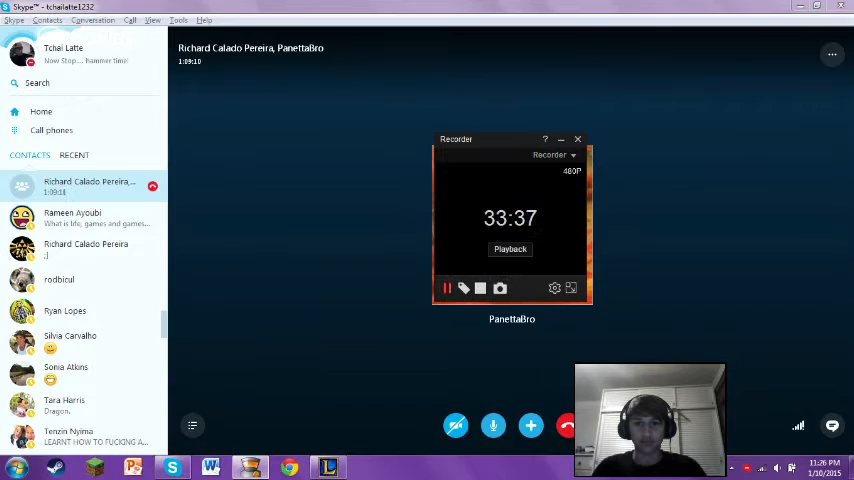 Skype™ - tchailatte1232
Skype Contacts Conversation Call View Tools Help
Tchai Latte
Now Stop.... hammer time!
Search
Home
Call phones
CONTACTS RECENT
Richard Calado Pereira,...
1:09:11
Rameen Ayoubi
What is life, games and games...
Richard Calado Pereira
;]
rodbicul
Ryan Lopes
Silvia Carvalho
Sonia Atkins
Tara Harris
Dragon.
Tenzin Nyima
LEARNT HOW TO FUCKING A...
Richard Calado Pereira, PanettaBro
1:09:10
Recorder ?
Recorder
480P
33:37
Playback
PanettaBro
11:26 PM
1/10/2015